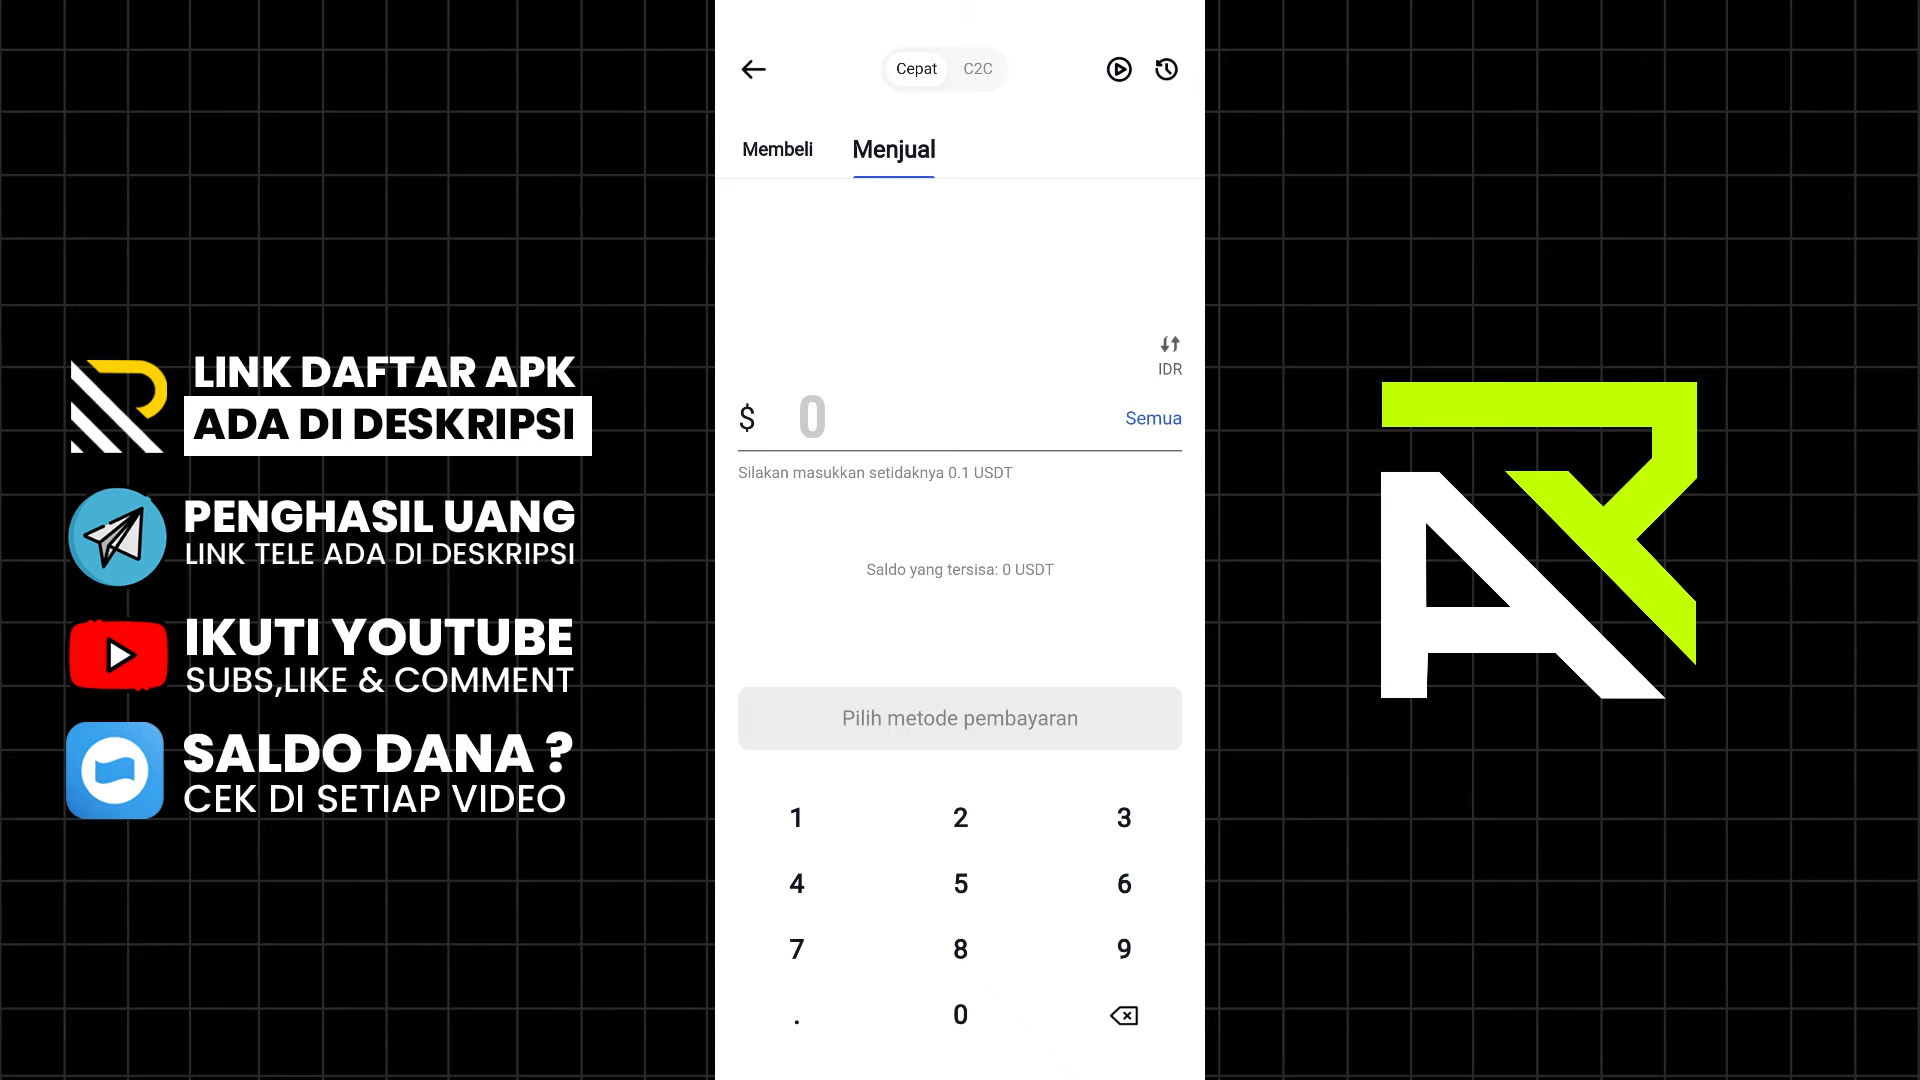 LINK DAFTAR APK
ADA DI DESKRIPSI
PENGHASIL UANG
LINK TELE ADA DI DESKRIPSI
IKUTI YOUTUBE
SUBS,LIKE & COMMENT
SALDO DANA ?
CEK DI SETIAP VIDEO
Cepat C2C
Membeli Menjual
IDR
$ 0 Semua
Silakan masukkan setidaknya 0.1 USDT
Saldo yang tersisa: 0 USDT
Pilih metode pembayaran
1 2 3
4 5 6
7 8 9
. 0